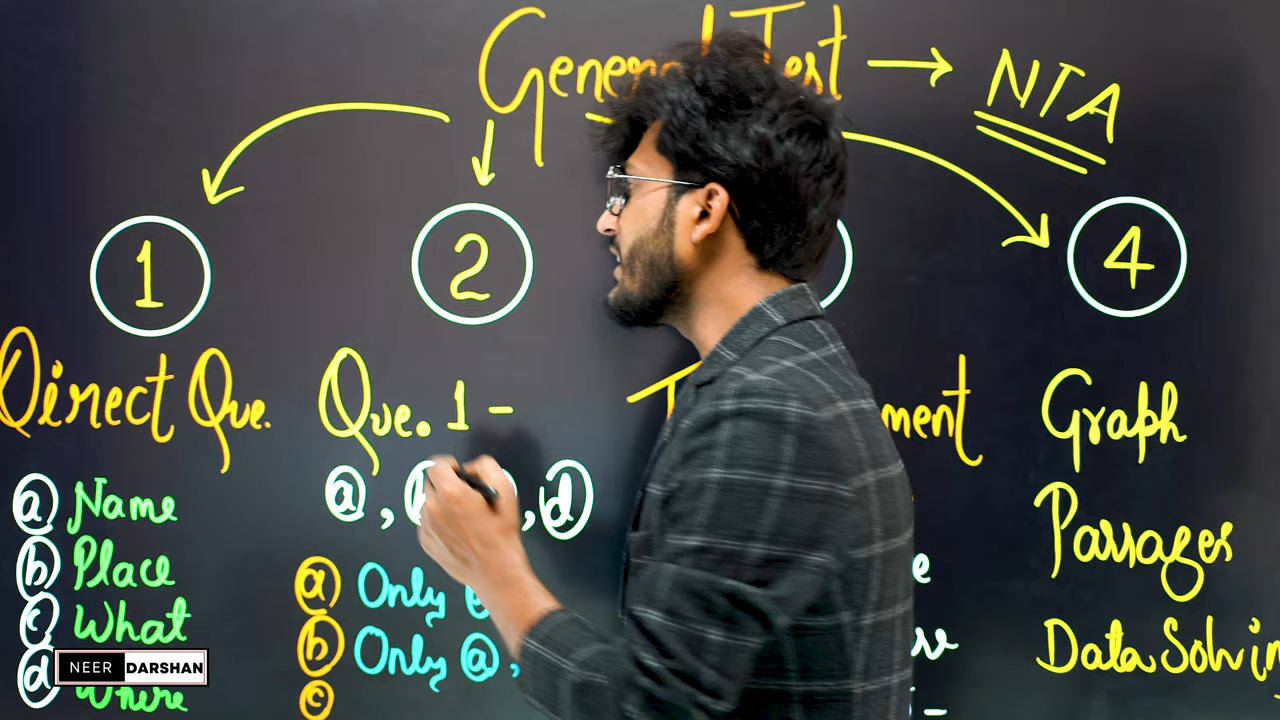 General Test → NTA
1
2
4
Direct Que.
a Name
b Place
c What
d Where
Que. 1 -
a, b, , d
a Only
b Only a,
c
ment
e
Graph
Passages
Data Solvin
NEER DARSHAN